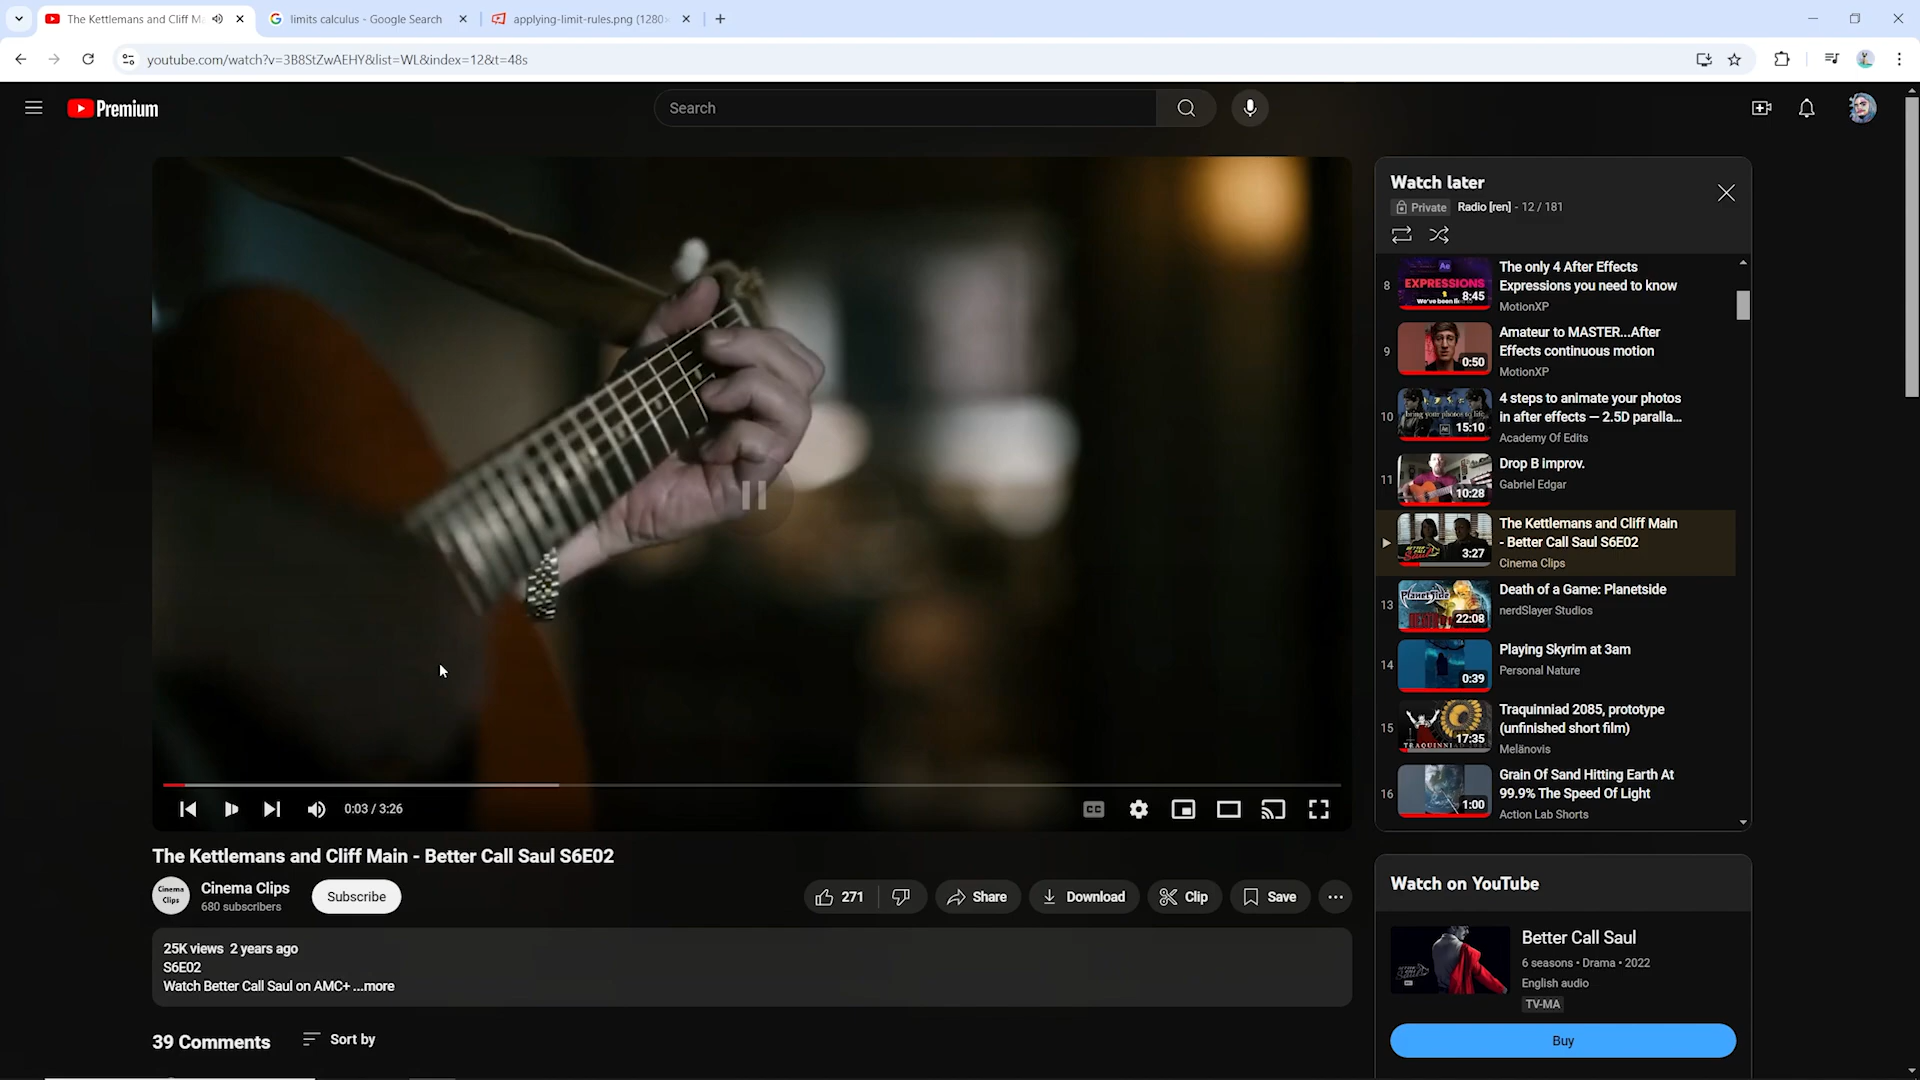 The Kettlemans and Cliff Ma
limits calculus - Google Search
applying-limit-rules.png (1280×
youtube.com/watch?v=3B8StZwAEHY&list=WL&index=12&t=48s
Premium
Search
Watch later
Private Radio [ren] - 12 / 181
8
EXPRESSIONS
8:45
The only 4 After Effects
Expressions you need to know
MotionXP
9
0:50
Amateur to MASTER...After
Effects continuous motion
MotionXP
10
bring your photos to life
15:10
4 steps to animate your photos
in after effects — 2.5D paralla...
Academy Of Edits
11
10:28
Drop B improv.
Gabriel Edgar
3:27
The Kettlemans and Cliff Main
- Better Call Saul S6E02
Cinema Clips
13
22:08
Death of a Game: Planetside
nerdSlayer Studios
14
0:39
Playing Skyrim at 3am
Personal Nature
15
17:35
Traquinniad 2085, prototype
(unfinished short film)
Melänovis
16
1:00
Grain Of Sand Hitting Earth At
99.9% The Speed Of Light
Action Lab Shorts
0:03 / 3:26
CC
The Kettlemans and Cliff Main - Better Call Saul S6E02
Cinema
Clips
Cinema Clips
680 subscribers
Subscribe
271
Share
Download
Clip
Save
25K views 2 years ago
S6E02
Watch Better Call Saul on AMC+ ...more
39 Comments
Sort by
Watch on YouTube
Better Call Saul
6 seasons • Drama • 2022
English audio
TV-MA
Buy